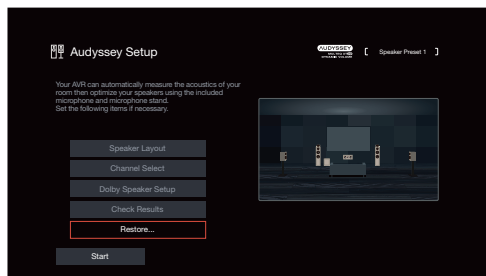 Audyssey Setup
AUDYSSEY
DYNAMIC VOLUME
[ Speaker Preset 1 ]
Your AVR can automatically measure the acoustics of your
room then optimize your speakers using the included
microphone and microphone stand.
Set the following items if necessary.
Speaker Layout
Channel Select
Dolby Speaker Setup
Check Results
Restore...
Start